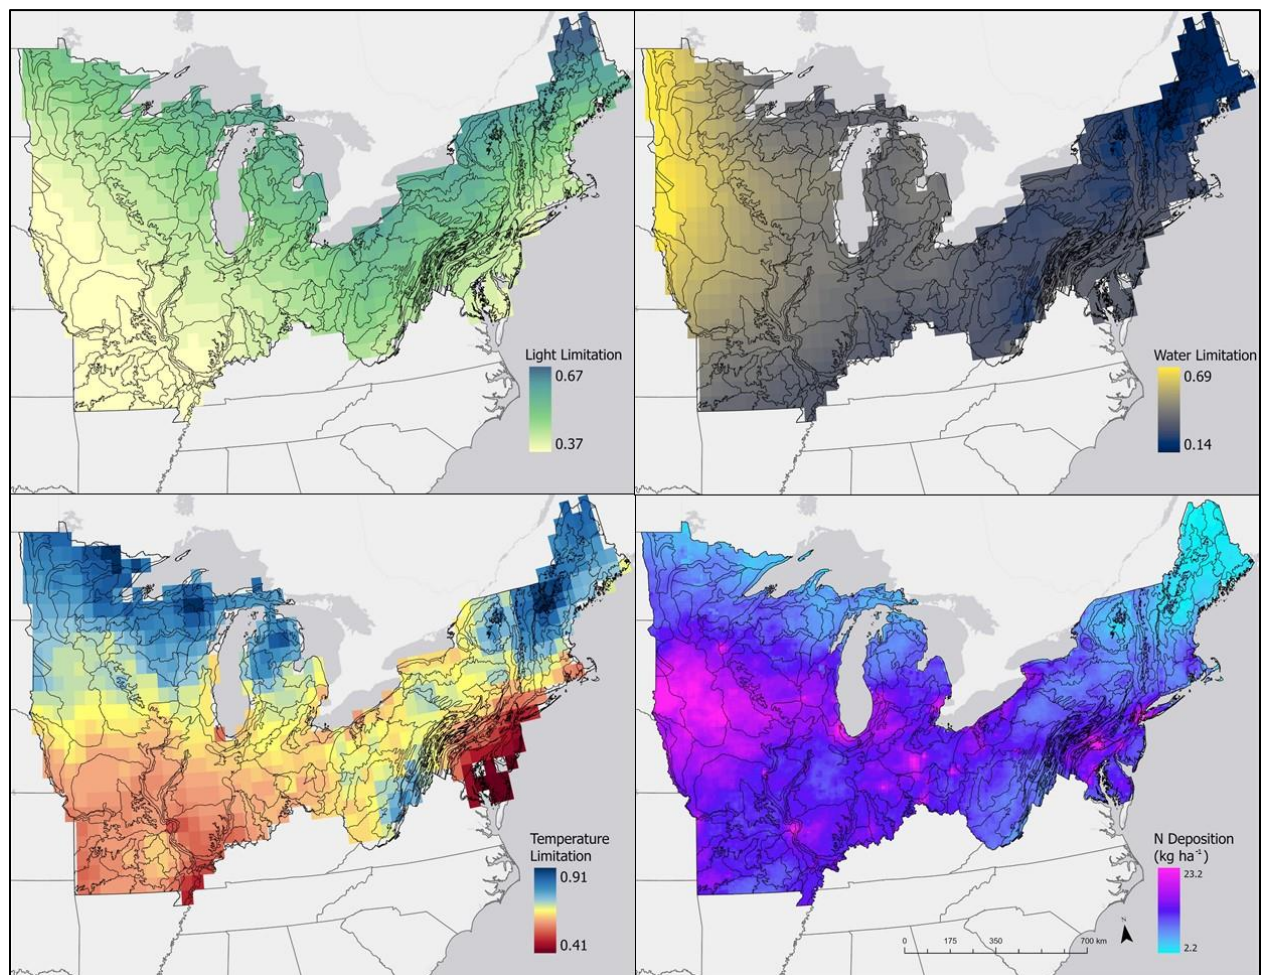 Light Limitation
0.67
0.37
Water Limitation
0.69
0.14
Temperature
Limitation
0.91
0.41
N Deposition
(kg ha⁻¹)
23.2
2.2
N
0 175 350 700 km